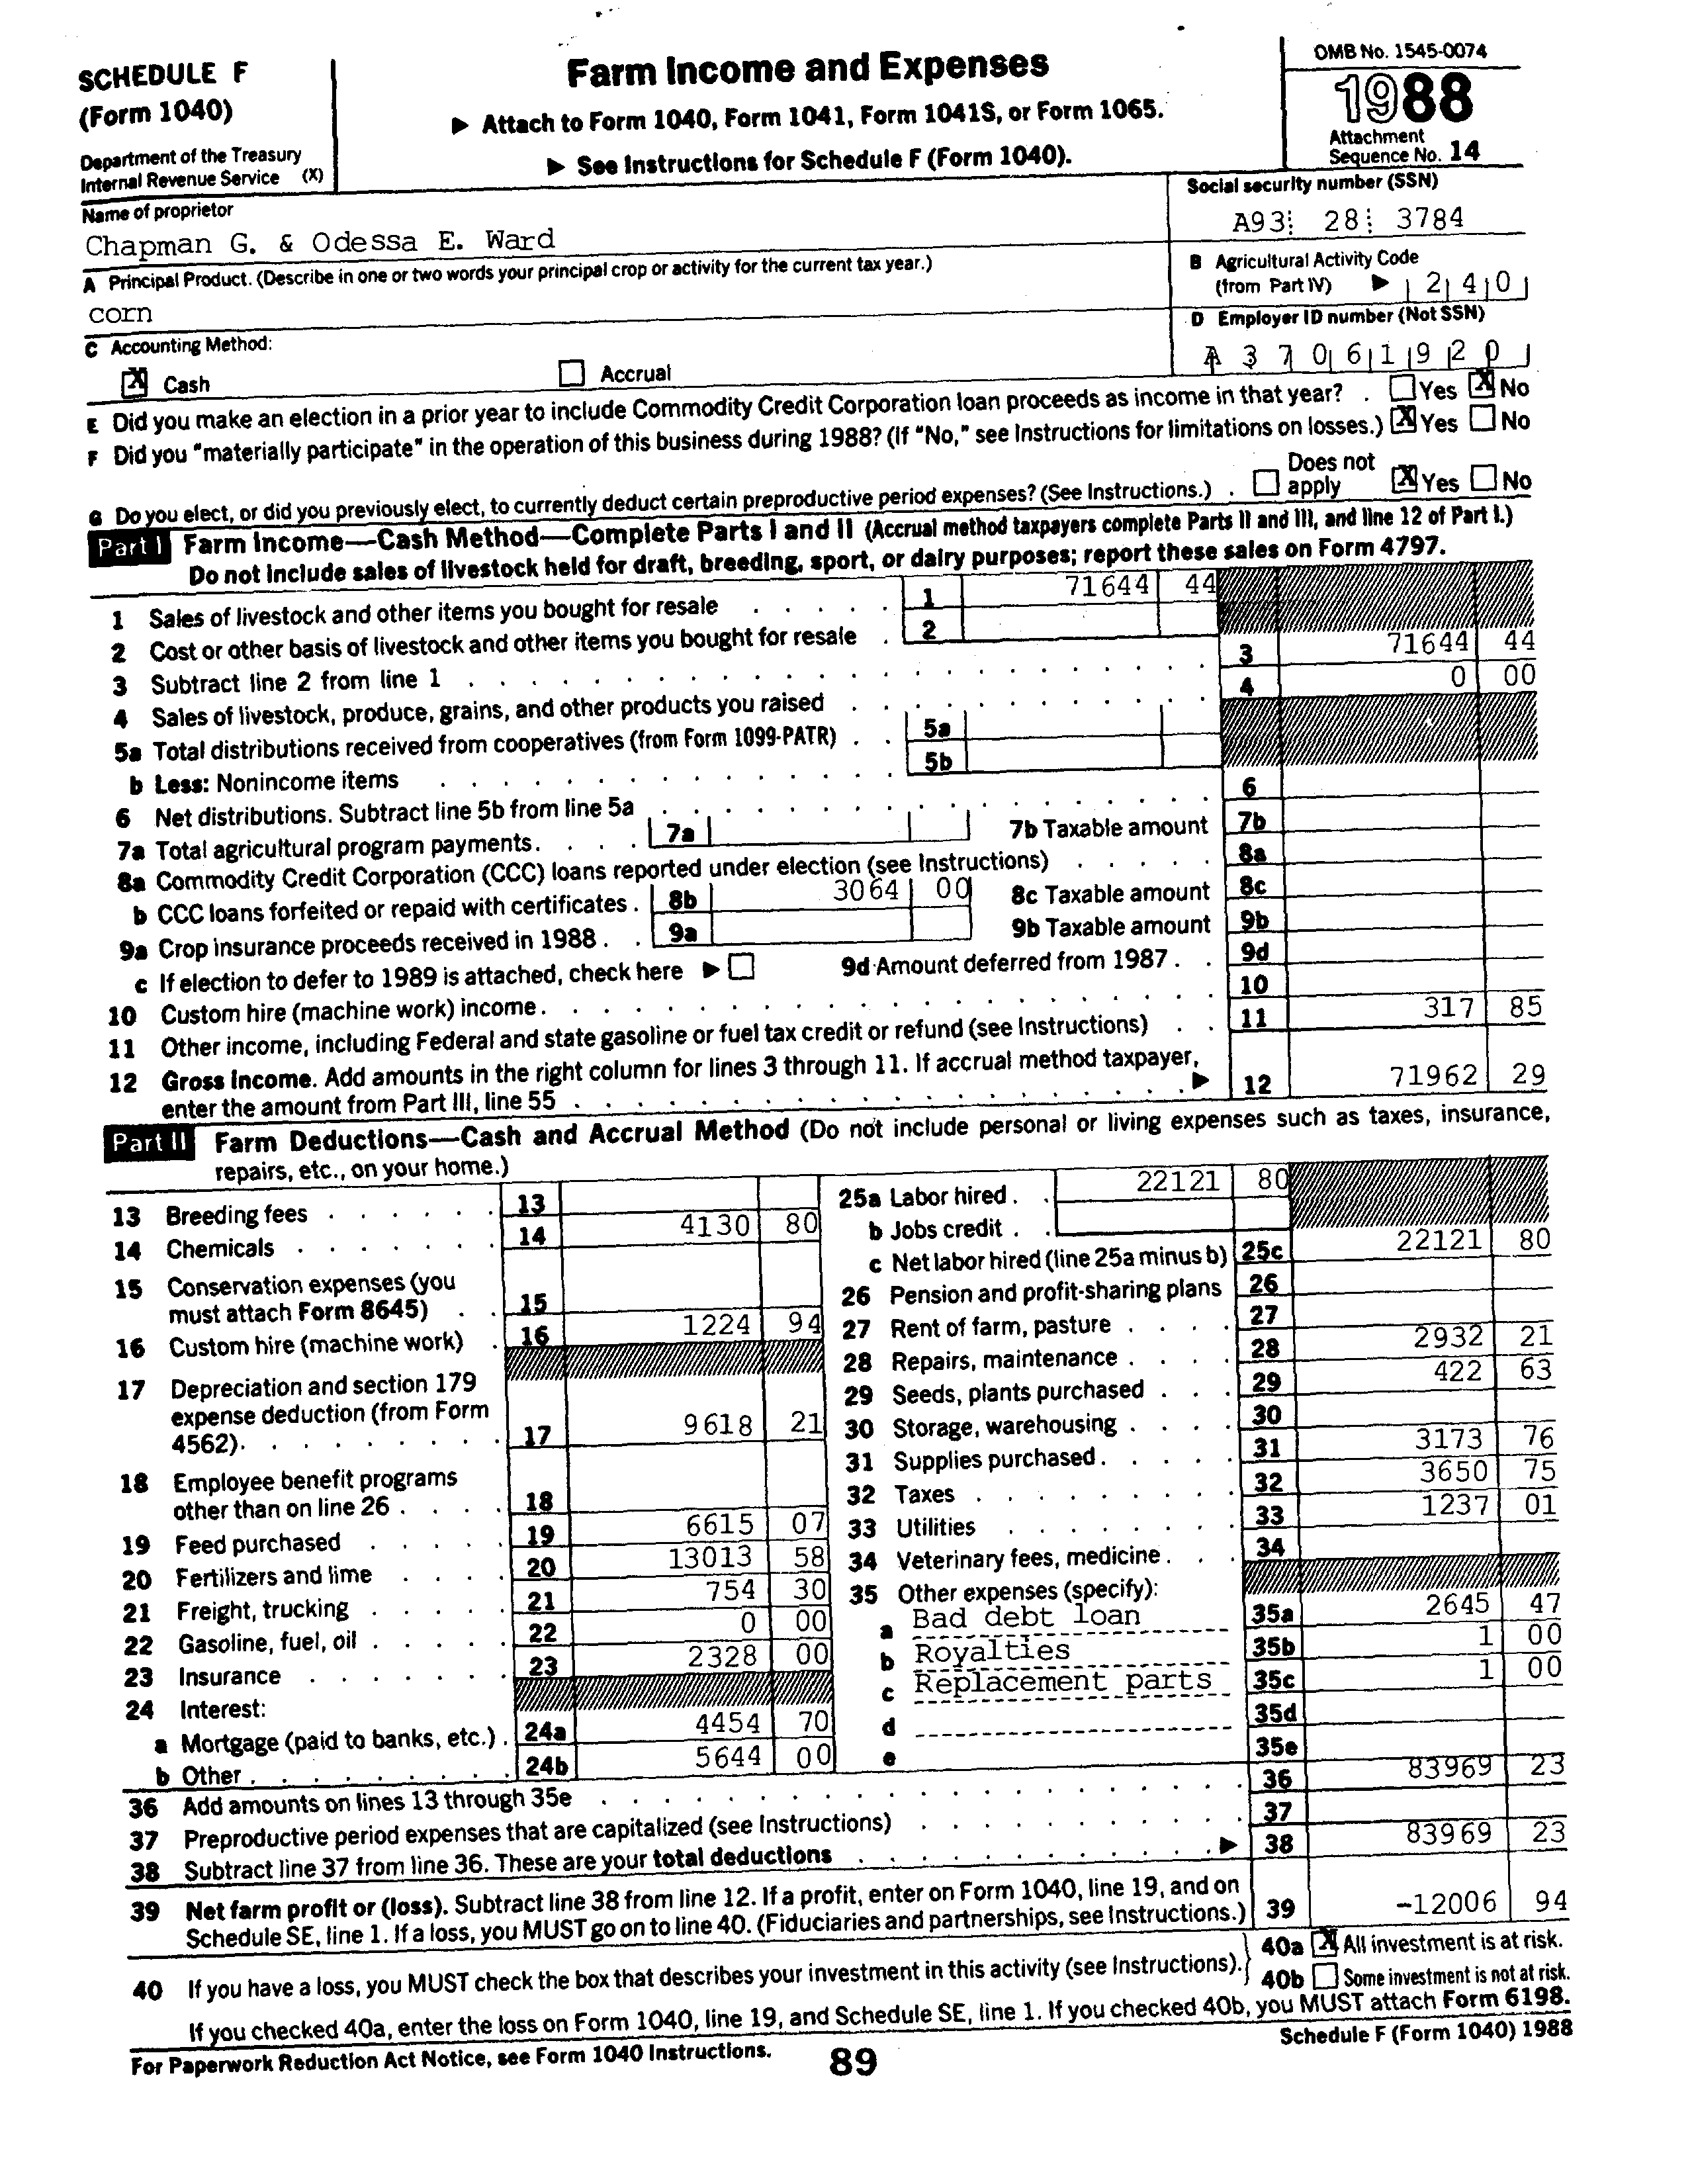 SCHEDULE F
(Form 1040)
Department of the Treasury
Internal Revenue Service (X)
Farm Income and Expenses
▶ Attach to Form 1040, Form 1041, Form 1041S, or Form 1065.
▶ See Instructions for Schedule F (Form 1040).
OMB No. 1545-0074
1988
Attachment
Sequence No. 14
Name of proprietor
Chapman G. & Odessa E. Ward
Social security number (SSN)
A93 28 3784
A Principal Product. (Describe in one or two words your principal crop or activity for the current tax year.)
corn
B Agricultural Activity Code
(from Part IV) ▶ 2 4 0
C Accounting Method:
X Cash Accrual
D Employer ID number (Not SSN)
A 3 7 0 6 1 9 2 0
E Did you make an election in a prior year to include Commodity Credit Corporation loan proceeds as income in that year? . Yes X No
F Did you "materially participate" in the operation of this business during 1988? (If "No," see Instructions for limitations on losses.) X Yes No
G Do you elect, or did you previously elect, to currently deduct certain preproductive period expenses? (See Instructions.) . Does not apply X Yes No
Part I Farm Income—Cash Method—Complete Parts I and II (Accrual method taxpayers complete Parts II and III, and line 12 of Part I.)
Do not include sales of livestock held for draft, breeding, sport, or dairy purposes; report these sales on Form 4797.
1 Sales of livestock and other items you bought for resale 1 71644 44
2 Cost or other basis of livestock and other items you bought for resale 2
3 Subtract line 2 from line 1 3 71644 44
4 Sales of livestock, produce, grains, and other products you raised 4 0 00
5a Total distributions received from cooperatives (from Form 1099-PATR) 5a
b Less: Nonincome items 5b
6 Net distributions. Subtract line 5b from line 5a 6
7a Total agricultural program payments. 7a 7b Taxable amount 7b
8a Commodity Credit Corporation (CCC) loans reported under election (see Instructions) 8a
b CCC loans forfeited or repaid with certificates . 8b 3064 00 8c Taxable amount 8c
9a Crop insurance proceeds received in 1988 . 9a 9b Taxable amount 9b
c If election to defer to 1989 is attached, check here ▶ 9d Amount deferred from 1987 . 9d
10 Custom hire (machine work) income. 10
11 Other income, including Federal and state gasoline or fuel tax credit or refund (see Instructions) 11 317 85
12 Gross Income. Add amounts in the right column for lines 3 through 11. If accrual method taxpayer,
enter the amount from Part III, line 55 ▶ 12 71962 29
Part II Farm Deductions—Cash and Accrual Method (Do not include personal or living expenses such as taxes, insurance,
repairs, etc., on your home.)
13 Breeding fees 13
14 Chemicals 14 4130 80
15 Conservation expenses (you
must attach Form 8645) 15
16 Custom hire (machine work) 16 1224 94
17 Depreciation and section 179
expense deduction (from Form
4562). 17 9618 21
18 Employee benefit programs
other than on line 26 18
19 Feed purchased 19 6615 07
20 Fertilizers and lime 20 13013 58
21 Freight, trucking 21 754 30
22 Gasoline, fuel, oil 22 0 00
23 Insurance 23 2328 00
24 Interest:
a Mortgage (paid to banks, etc.) . 24a 4454 70
b Other 24b 5644 00
25a Labor hired . 22121 80
b Jobs credit .
c Net labor hired (line 25a minus b) 25c 22121 80
26 Pension and profit-sharing plans 26
27 Rent of farm, pasture 27
28 Repairs, maintenance 28 2932 21
29 Seeds, plants purchased 29 422 63
30 Storage, warehousing 30
31 Supplies purchased 31 3173 76
32 Taxes 32 3650 75
33 Utilities 33 1237 01
34 Veterinary fees, medicine 34
35 Other expenses (specify):
a Bad debt loan 35a 2645 47
b Royalties 35b 1 00
c Replacement parts 35c 1 00
d 35d
e 35e
36 Add amounts on lines 13 through 35e 36 83969 23
37 Preproductive period expenses that are capitalized (see Instructions) 37
38 Subtract line 37 from line 36. These are your total deductions ▶ 38 83969 23
39 Net farm profit or (loss). Subtract line 38 from line 12. If a profit, enter on Form 1040, line 19, and on
Schedule SE, line 1. If a loss, you MUST go on to line 40. (Fiduciaries and partnerships, see Instructions.) 39 -12006 94
40 If you have a loss, you MUST check the box that describes your investment in this activity (see Instructions).
40a X All investment is at risk.
40b Some investment is not at risk.
If you checked 40a, enter the loss on Form 1040, line 19, and Schedule SE, line 1. If you checked 40b, you MUST attach Form 6198.
For Paperwork Reduction Act Notice, see Form 1040 Instructions. 89 Schedule F (Form 1040) 1988